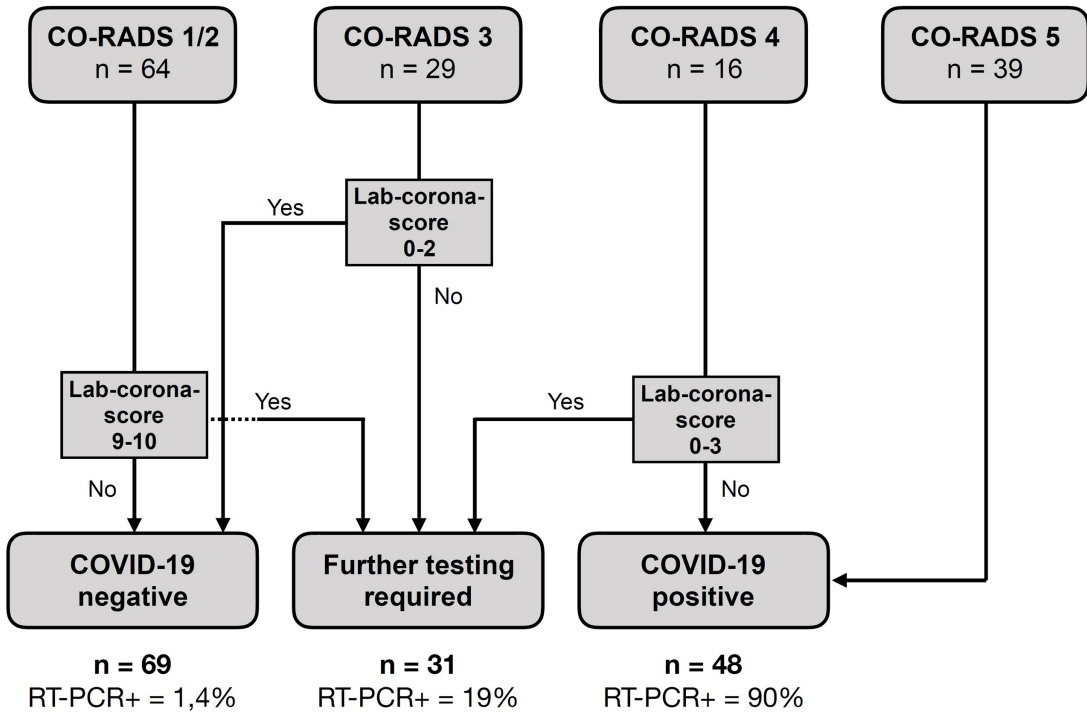 CO-RADS 1/2
n = 64
CO-RADS 3
n = 29
CO-RADS 4
n = 16
CO-RADS 5
n = 39
Lab-corona-
score
0-2
Yes
No
Lab-corona-
score
9-10
Yes
No
Lab-corona-
score
0-3
Yes
No
COVID-19
negative
Further testing
required
COVID-19
positive
n = 69
RT-PCR+ = 1,4%
n = 31
RT-PCR+ = 19%
n = 48
RT-PCR+ = 90%